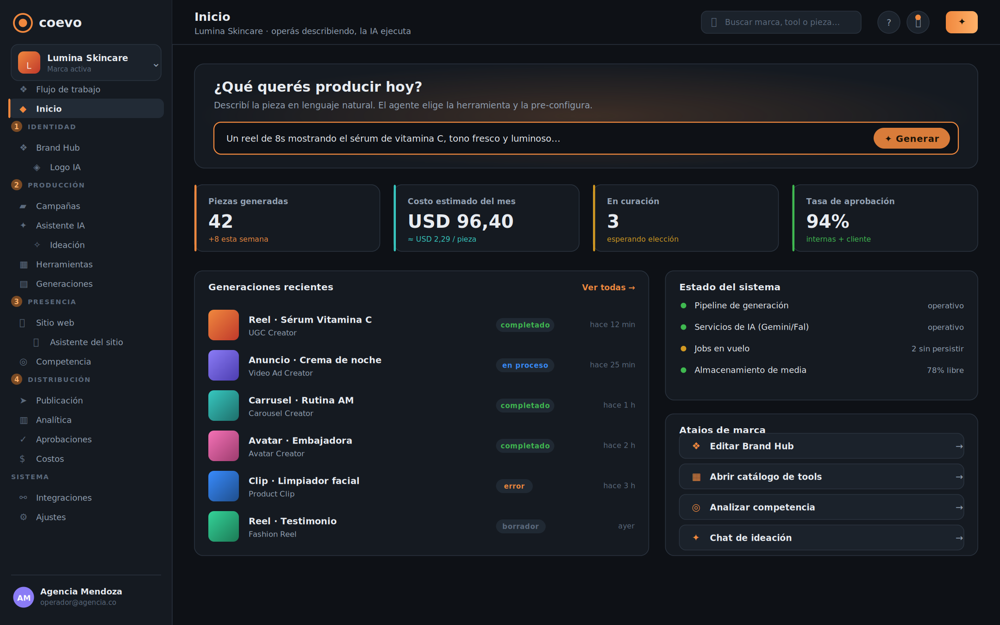 coevo
L
Lumina Skincare
Marca activa
Flujo de trabajo
Inicio
1 IDENTIDAD
Brand Hub
Logo IA
2 PRODUCCIÓN
Campañas
Asistente IA
Ideación
Herramientas
Generaciones
3 PRESENCIA
Sitio web
Asistente del sitio
Competencia
4 DISTRIBUCIÓN
Publicación
Analítica
Aprobaciones
$ Costos
SISTEMA
Integraciones
Ajustes
AM
Agencia Mendoza
operador@agencia.co
Inicio
Lumina Skincare · operás describiendo, la IA ejecuta
Buscar marca, tool o pieza…
?
¿Qué querés producir hoy?
Describí la pieza en lenguaje natural. El agente elige la herramienta y la pre-configura.
Un reel de 8s mostrando el sérum de vitamina C, tono fresco y luminoso…
✦ Generar
Piezas generadas
42
+8 esta semana
Costo estimado del mes
USD 96,40
≈ USD 2,29 / pieza
En curación
3
esperando elección
Tasa de aprobación
94%
internas + cliente
Generaciones recientes
Ver todas →
Reel · Sérum Vitamina C
UGC Creator
completado
hace 12 min
Anuncio · Crema de noche
Video Ad Creator
en proceso
hace 25 min
Carrusel · Rutina AM
Carousel Creator
completado
hace 1 h
Avatar · Embajadora
Avatar Creator
completado
hace 2 h
Clip · Limpiador facial
Product Clip
error
hace 3 h
Reel · Testimonio
Fashion Reel
borrador
ayer
Estado del sistema
Pipeline de generación
operativo
Servicios de IA (Gemini/Fal)
operativo
Jobs en vuelo
2 sin persistir
Almacenamiento de media
78% libre
Atajos de marca
Editar Brand Hub →
Abrir catálogo de tools →
Analizar competencia →
Chat de ideación →